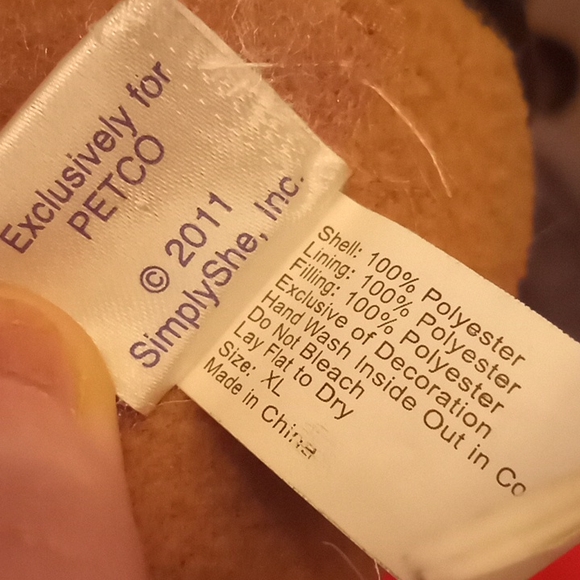 Exclusively for
PETCO
© 2011
SimplyShe, Inc.
Shell: 100% Polyester
Lining: 100% Polyester
Filling: 100% Polyester
Exclusive of Decoration
Hand Wash Inside Out in Co
Do Not Bleach
Lay Flat to Dry
Size: XL
Made in China